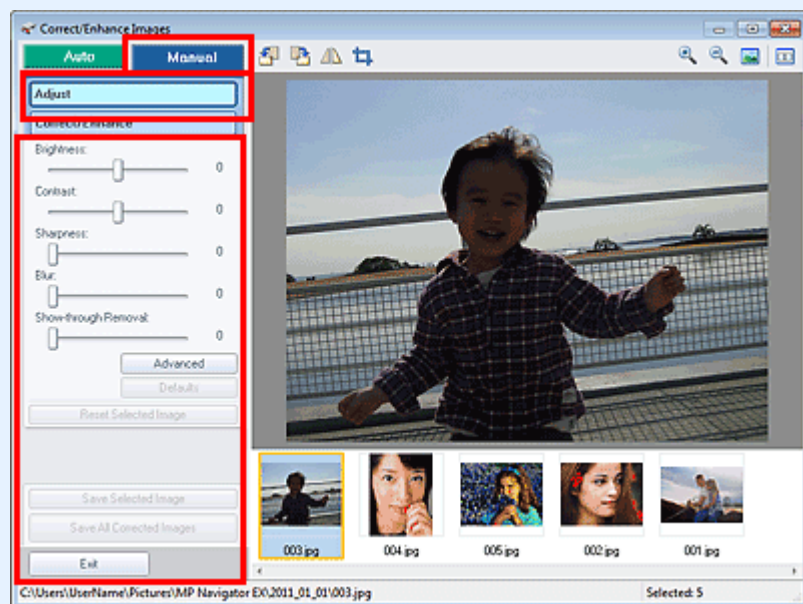 Correct/Enhance Images
Auto
Manual
Adjust
Correct/Enhance
Brightness:
0
Contrast:
0
Sharpness:
0
Blur:
0
Show-through Removal:
0
Advanced
Defaults
Reset Selected Image
Save Selected Image
Save All Corrected Images
Exit
003.jpg
004.jpg
005.jpg
002.jpg
001.jpg
C:\Users\UserName\Pictures\MP Navigator EX\2011_01_01\003.jpg
Selected: 5